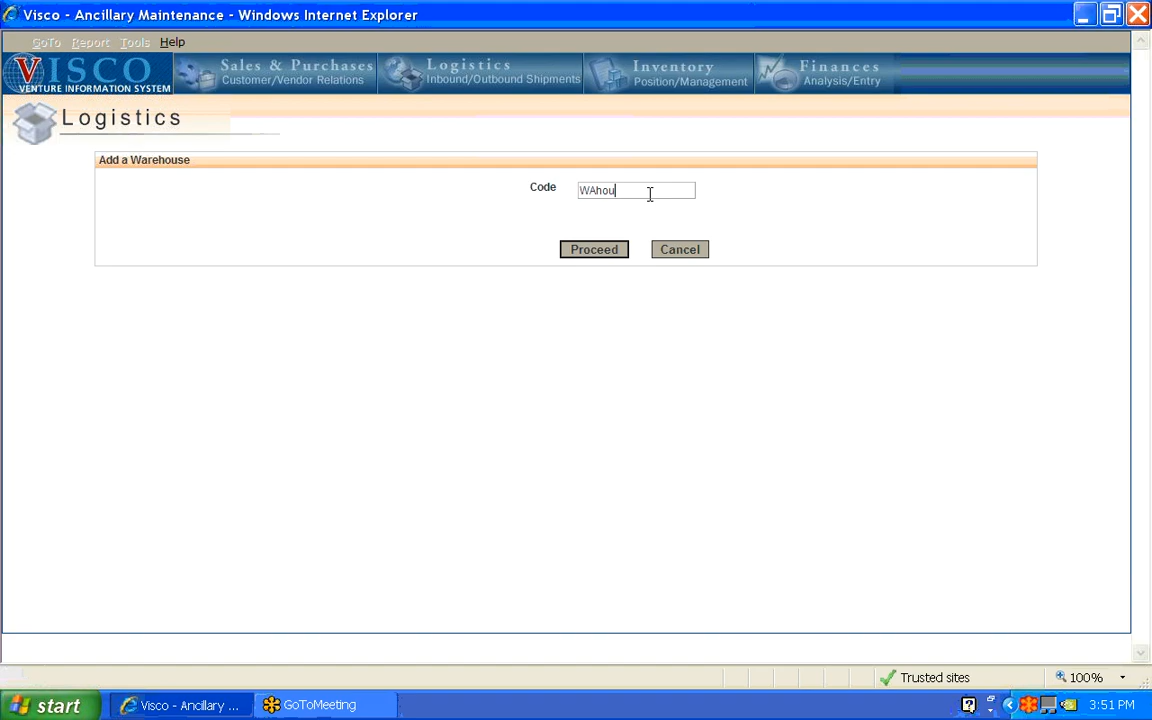 Visco - Ancillary Maintenance - Windows Internet Explorer
GoTo Report Tools Help
VISCO
VENTURE INFORMATION SYSTEM
Sales & Purchases
Customer/Vendor Relations
Logistics
Inbound/Outbound Shipments
Inventory
Position/Management
Finances
Analysis/Entry
Logistics
Add a Warehouse
Code WAhou
Proceed Cancel
Trusted sites 100%
start Visco - Ancillary ... GoToMeeting 3:51 PM